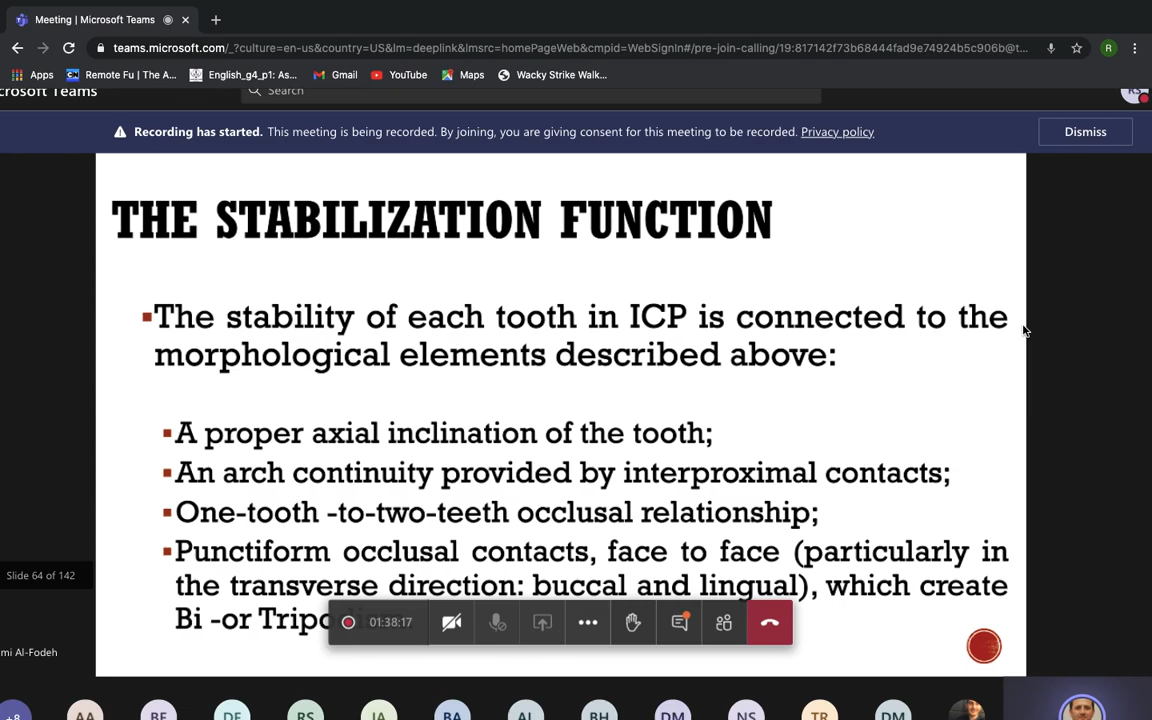 Meeting | Microsoft Teams
teams.microsoft.com/_?culture=en-us&country=US&lm=deeplink&lmsrc=homePageWeb&cmpid=WebSignIn#/pre-join-calling/19:817142f73b68444fad9e74924b5c906b@t...
R
Apps Remote Fu | The A... English_g4_p1: As... Gmail YouTube Maps Wacky Strike Walk...
crosoft Teams Search RS
Recording has started. This meeting is being recorded. By joining, you are giving consent for this meeting to be recorded. Privacy policy Dismiss
THE STABILIZATION FUNCTION
The stability of each tooth in ICP is connected to the
morphological elements described above:
A proper axial inclination of the tooth;
An arch continuity provided by interproximal contacts;
One-tooth -to-two-teeth occlusal relationship;
Punctiform occlusal contacts, face to face (particularly in
the transverse direction: buccal and lingual), which create
Bi -or Tripo
Slide 64 of 142
01:38:17
mi Al-Fodeh
+8 AA BE DF RS JA BA AL BH DM NS TR DM